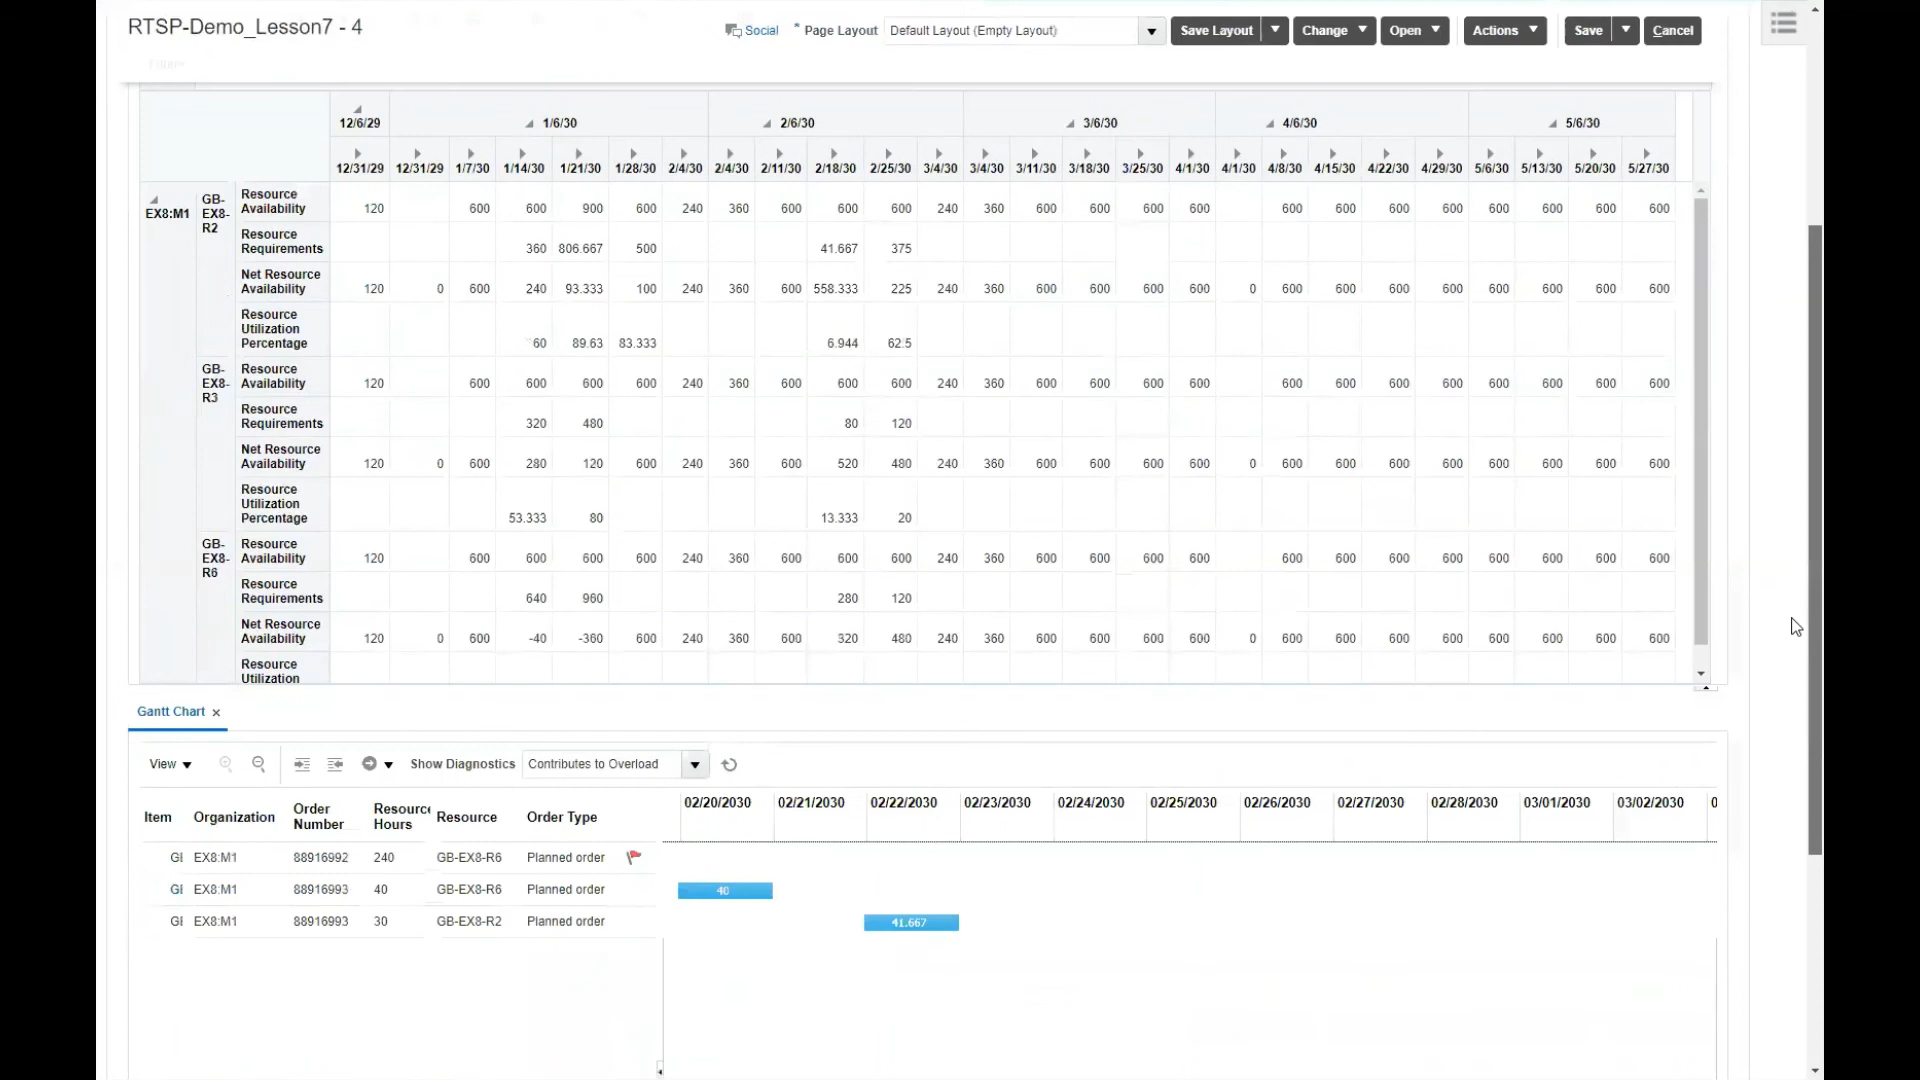 RTSP-Demo_Lesson7 - 4
Social * Page Layout Default Layout (Empty Layout) Save Layout Change Open Actions Save Cancel
Filters
12/6/29 1/6/30 2/6/30 3/6/30 4/6/30 5/6/30
12/31/29 12/31/29 1/7/30 1/14/30 1/21/30 1/28/30 2/4/30 2/4/30 2/11/30 2/18/30 2/25/30 3/4/30 3/4/30 3/11/30 3/18/30 3/25/30 4/1/30 4/1/30 4/8/30 4/15/30 4/22/30 4/29/30 5/6/30 5/13/30 5/20/30 5/27/30
EX8:M1
GB-
EX8-
R2
Resource
Availability 120 600 600 900 600 240 360 600 600 600 240 360 600 600 600 600 600 600 600 600 600 600 600 600
Resource
Requirements 360 806.667 500 41.667 375
Net Resource
Availability 120 0 600 240 93.333 100 240 360 600 558.333 225 240 360 600 600 600 600 0 600 600 600 600 600 600 600 600
Resource
Utilization
Percentage 60 89.63 83.333 6.944 62.5
GB-
EX8-
R3
Resource
Availability 120 600 600 600 600 240 360 600 600 600 240 360 600 600 600 600 600 600 600 600 600 600 600 600
Resource
Requirements 320 480 80 120
Net Resource
Availability 120 0 600 280 120 600 240 360 600 520 480 240 360 600 600 600 600 0 600 600 600 600 600 600 600 600
Resource
Utilization
Percentage 53.333 80 13.333 20
GB-
EX8-
R6
Resource
Availability 120 600 600 600 600 240 360 600 600 600 240 360 600 600 600 600 600 600 600 600 600 600 600 600
Resource
Requirements 640 960 280 120
Net Resource
Availability 120 0 600 -40 -360 600 240 360 600 320 480 240 360 600 600 600 600 0 600 600 600 600 600 600 600 600
Resource
Utilization
Gantt Chart
View Show Diagnostics Contributes to Overload
Item Organization Order Number Resource Hours Resource Order Type 02/20/2030 02/21/2030 02/22/2030 02/23/2030 02/24/2030 02/25/2030 02/26/2030 02/27/2030 02/28/2030 03/01/2030 03/02/2030 0
GI EX8:M1 88916992 240 GB-EX8-R6 Planned order
GI EX8:M1 88916993 40 GB-EX8-R6 Planned order 40
GI EX8:M1 88916993 30 GB-EX8-R2 Planned order 41.667